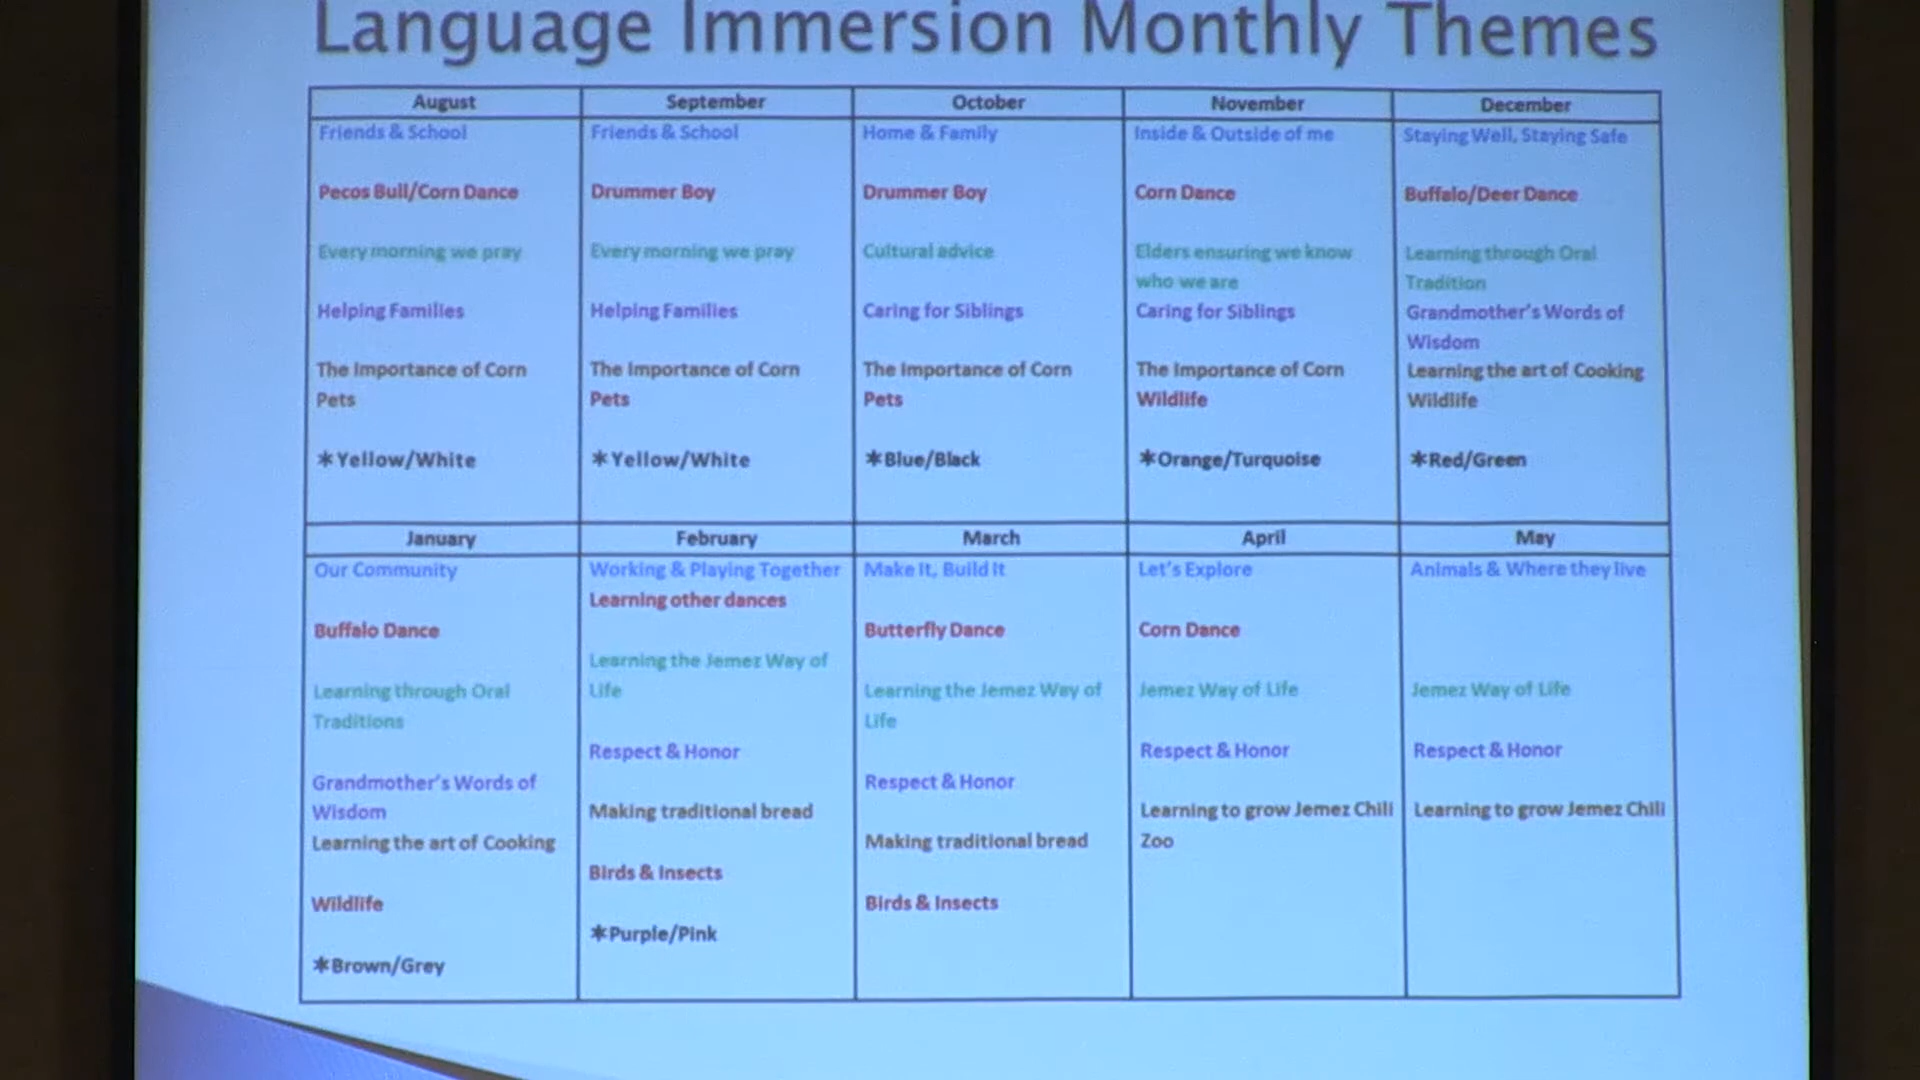 Language Immersion Monthly Themes
August
Friends & School
Pecos Bull/Corn Dance
Every morning we pray
Helping Families
The Importance of Corn
Pets
*Yellow/White
September
Friends & School
Drummer Boy
Every morning we pray
Helping Families
The Importance of Corn
Pets
*Yellow/White
October
Home & Family
Drummer Boy
Cultural advice
Caring for Siblings
The Importance of Corn
Pets
*Blue/Black
November
Inside & Outside of me
Corn Dance
Elders ensuring we know
who we are
Caring for Siblings
The Importance of Corn
Wildlife
*Orange/Turquoise
December
Staying Well, Staying Safe
Buffalo/Deer Dance
Learning through Oral
Tradition
Grandmother's Words of
Wisdom
Learning the art of Cooking
Wildlife
*Red/Green
January
Our Community
Buffalo Dance
Learning through Oral
Traditions
Grandmother's Words of
Wisdom
Learning the art of Cooking
Wildlife
*Brown/Grey
February
Working & Playing Together
Learning other dances
Learning the Jemez Way of
Life
Respect & Honor
Making traditional bread
Birds & Insects
*Purple/Pink
March
Make It, Build It
Butterfly Dance
Learning the Jemez Way of
Life
Respect & Honor
Making traditional bread
Birds & Insects
April
Let's Explore
Corn Dance
Jemez Way of Life
Respect & Honor
Learning to grow Jemez Chili
Zoo
May
Animals & Where they live
Jemez Way of Life
Respect & Honor
Learning to grow Jemez Chili